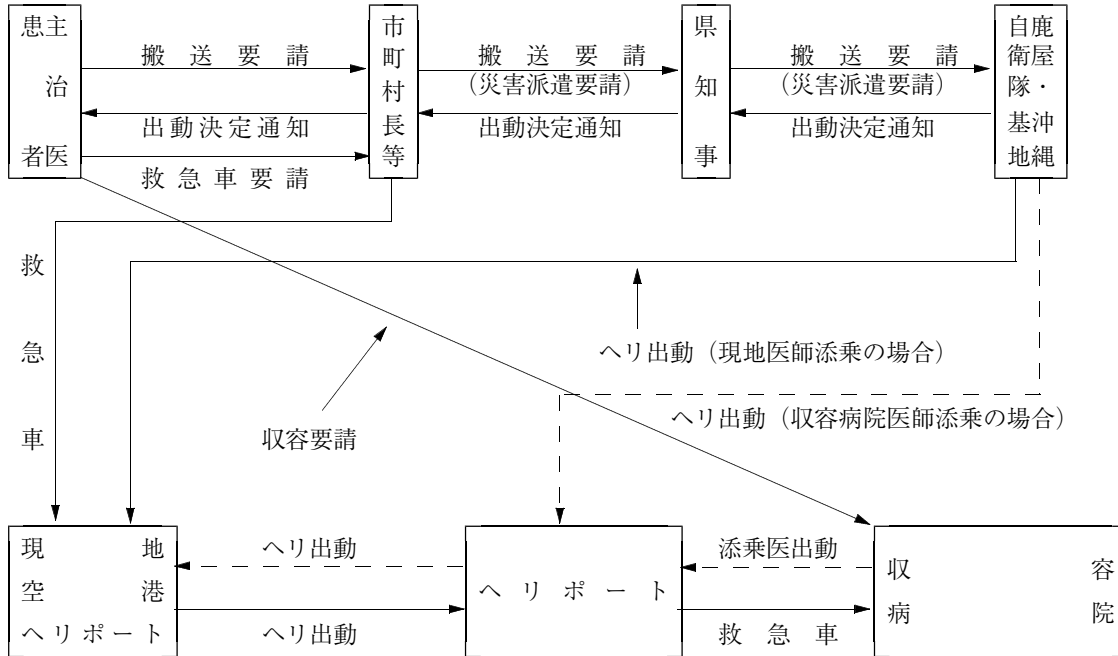 患主
治
者医
市町村長等
県知事
自鹿
衛屋
隊・
基沖
地縄
搬送要請
出動決定通知
救急車要請
搬送要請
(災害派遣要請)
出動決定通知
搬送要請
(災害派遣要請)
出動決定通知
救急車
ヘリ出動（現地医師添乗の場合）
ヘリ出動（収容病院医師添乗の場合）
収容要請
現地
空港
ヘリポート
ヘリ出動
ヘリ出動
ヘリポート
添乗医出動
救急車
収容
病院